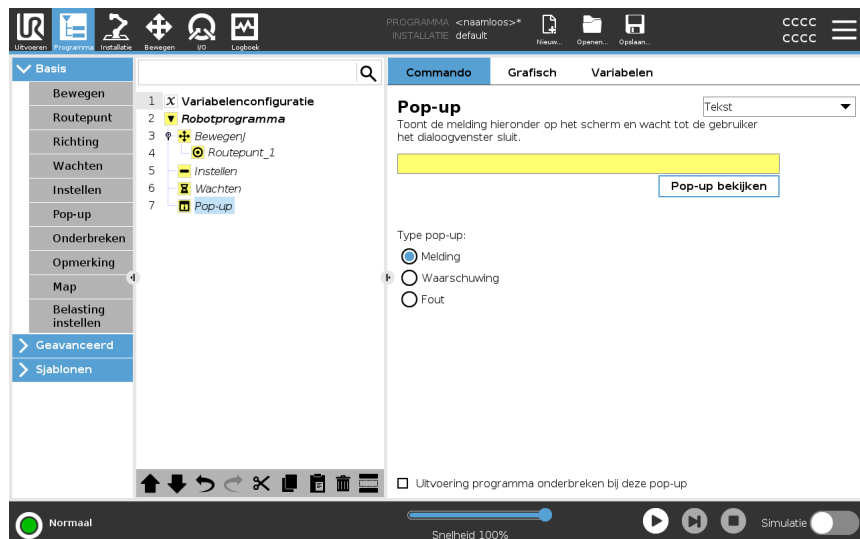 UR
Uitvoeren
Programma
Installatie
Bewegen
I/O
Logboek
PROGRAMMA <naamloos>*
INSTALLATIE default
Nieuw...
Openen...
Opslaan...
CCCC
CCCC
Basis
Bewegen
Routepunt
Richting
Wachten
Instellen
Pop-up
Onderbreken
Opmerking
Map
Belasting
instellen
Geavanceerd
Sjablonen
1 X Variabelenconfiguratie
2 Robotprogramma
3 BewegenJ
4 Routepunt_1
5 Instellen
6 Wachten
7 Pop-up
Commando
Grafisch
Variabelen
Pop-up
Tekst
Toont de melding hieronder op het scherm en wacht tot de gebruiker
het dialoogvenster sluit.
Pop-up bekijken
Type pop-up:
Melding
Waarschuwing
Fout
Uitvoering programma onderbreken bij deze pop-up
Normaal
Snelheid 100%
Simulatie